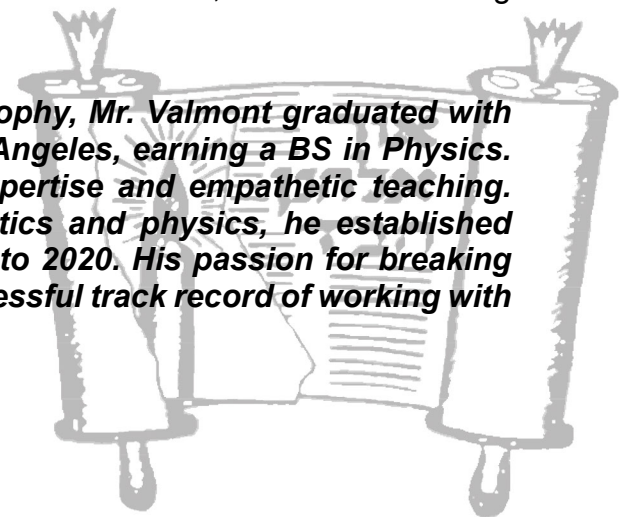 ophy, Mr. Valmont graduated with
Angeles, earning a BS in Physics.
pertise and empathetic teaching.
tics and physics, he established
to 2020. His passion for breaking
essful track record of working with